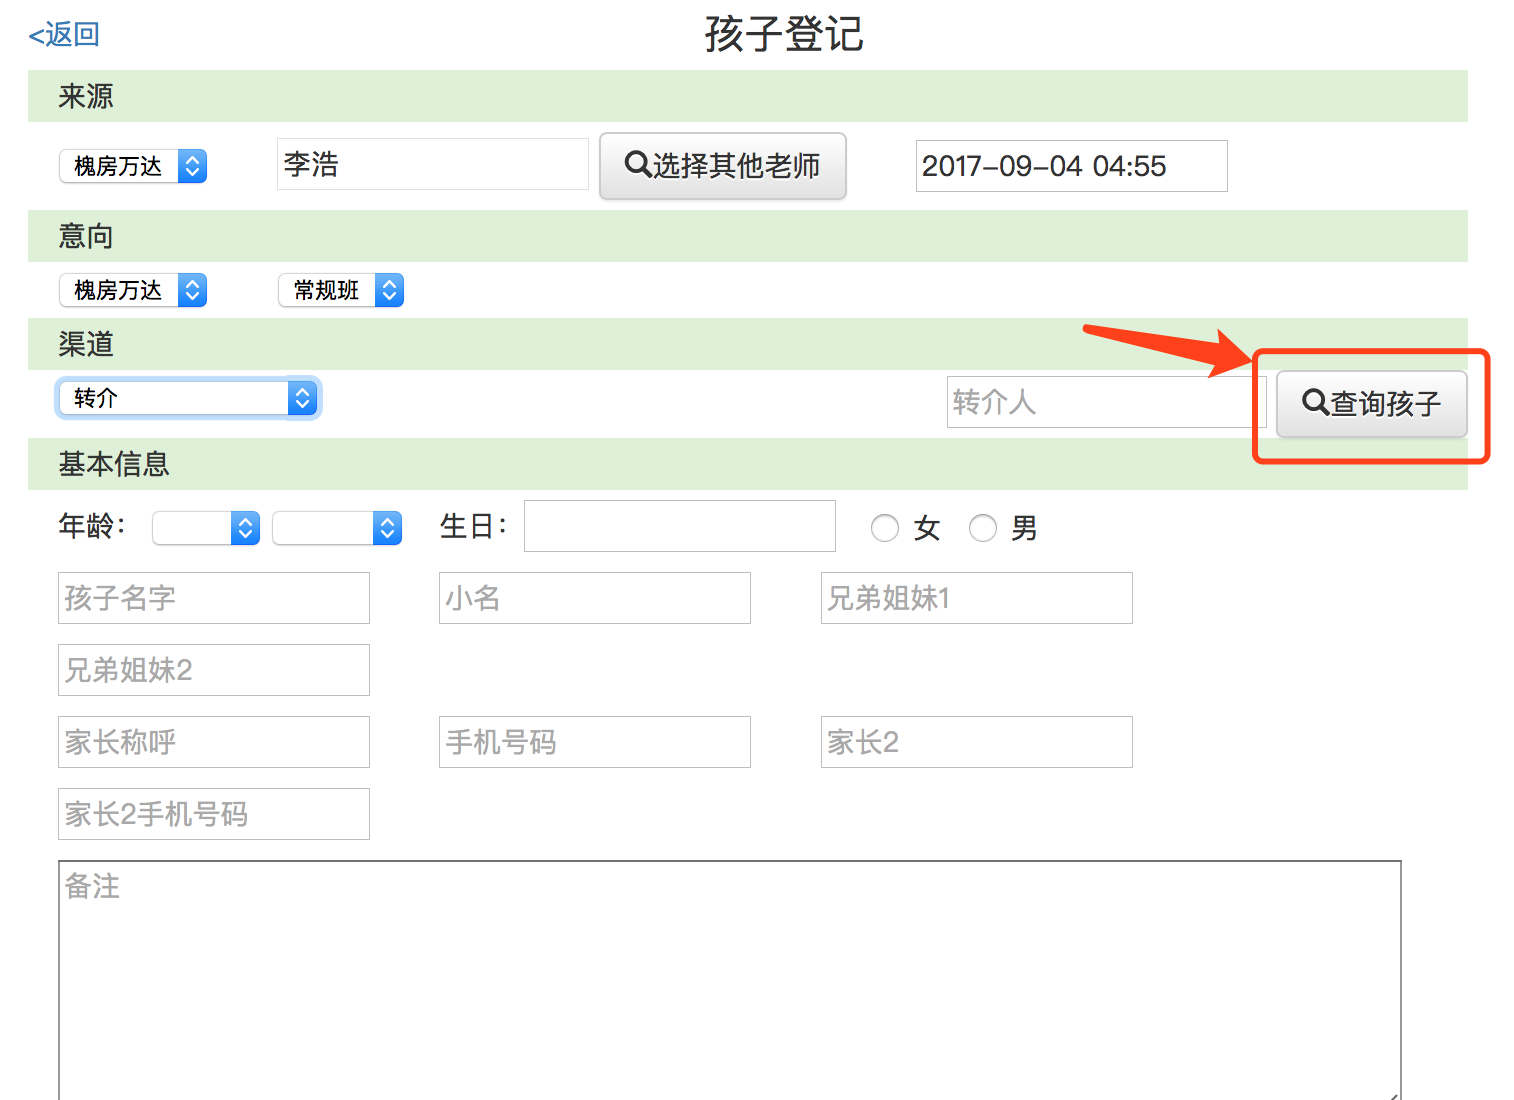 <返回
孩子登记
来源
槐房万达 李浩 选择其他老师 2017-09-04 04:55
意向
槐房万达 常规班
渠道
转介 转介人 查询孩子
基本信息
年龄： 生日： 女 男
孩子名字 小名 兄弟姐妹1
兄弟姐妹2
家长称呼 手机号码 家长2
家长2手机号码
备注